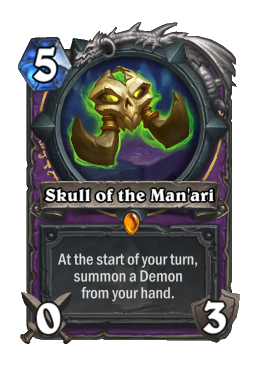 5
Skull of the Man'ari
At the start of your turn,
summon a Demon
from your hand.
0 3